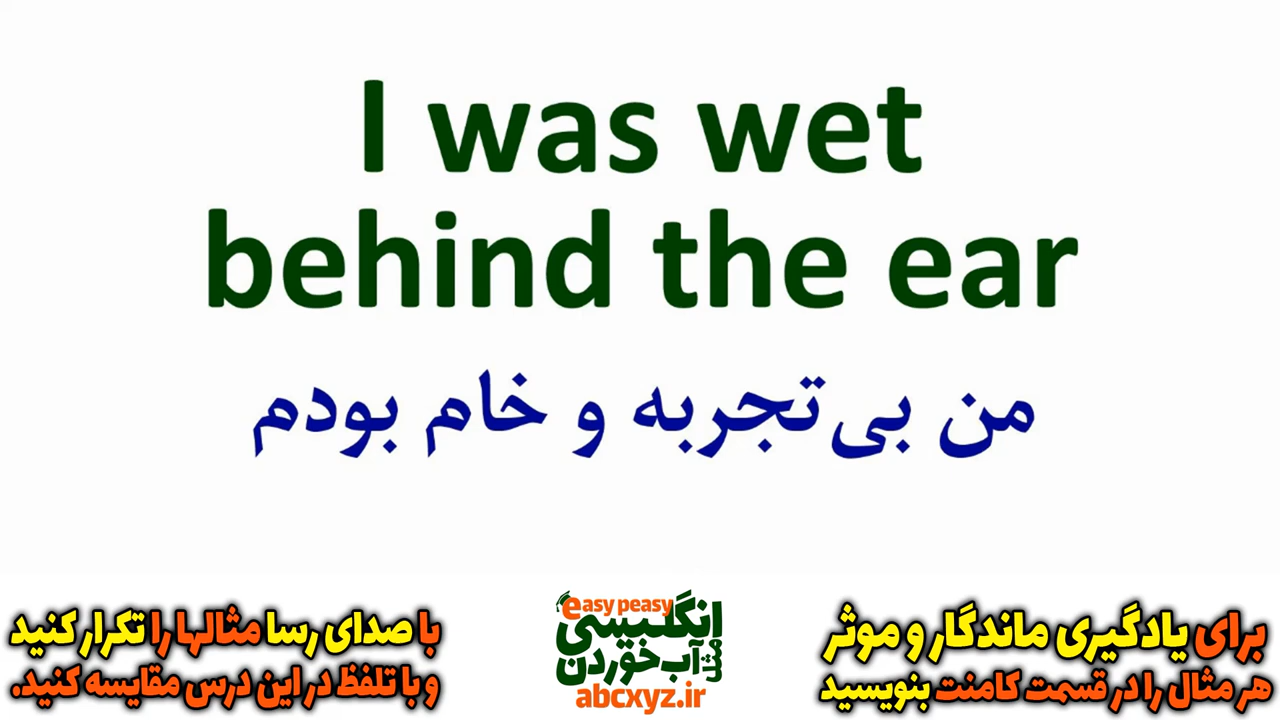 I was wet
behind the ear
من بی‌تجربه و خام بودم
برای یادگیری ماندگار و موثر
هر مثال را در قسمت کامنت بنویسید
easy peasy
انگلیسی
مثل آب خوردن
abcxyz.ir
با صدای رسا مثالها را تکرار کنید
و با تلفظ در این درس مقایسه کنید.